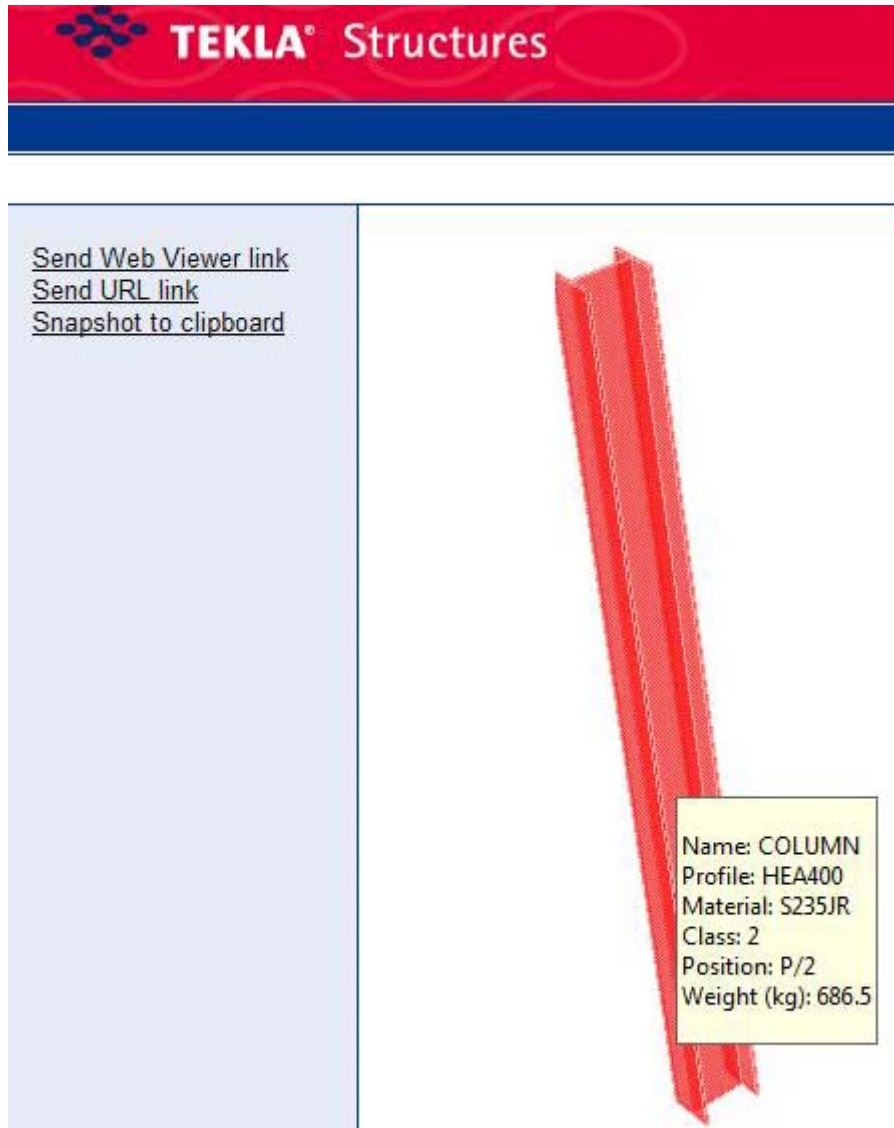 TEKLA® Structures
Send Web Viewer link
Send URL link
Snapshot to clipboard
Name: COLUMN
Profile: HEA400
Material: S235JR
Class: 2
Position: P/2
Weight (kg): 686.5